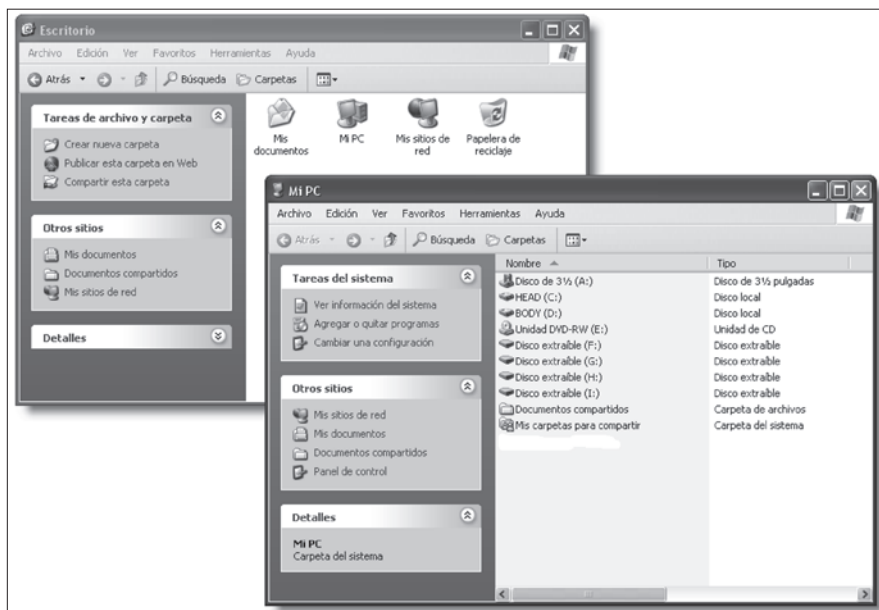 Escritorio
Archivo Edición Ver Favoritos Herramientas Ayuda
Atrás Búsqueda Carpetas
Tareas de archivo y carpeta
Crear nueva carpeta
Publicar esta carpeta en Web
Compartir esta carpeta
Otros sitios
Mis documentos
Documentos compartidos
Mis sitios de red
Detalles
Mis
documentos
Mi PC
Mis sitios de
red
Papelera de
reciclaje
Mi PC
Archivo Edición Ver Favoritos Herramientas Ayuda
Atrás Búsqueda Carpetas
Tareas del sistema
Ver información del sistema
Agregar o quitar programas
Cambiar una configuración
Otros sitios
Mis sitios de red
Mis documentos
Documentos compartidos
Panel de control
Detalles
Mi PC
Carpeta del sistema
Nombre Tipo
Disco de 3½ (A:) Disco de 3½ pulgadas
HEAD (C:) Disco local
BODY (D:) Disco local
Unidad DVD-RW (E:) Unidad de CD
Disco extraíble (F:) Disco extraíble
Disco extraíble (G:) Disco extraíble
Disco extraíble (H:) Disco extraíble
Disco extraíble (I:) Disco extraíble
Documentos compartidos Carpeta de archivos
Mis carpetas para compartir Carpeta del sistema